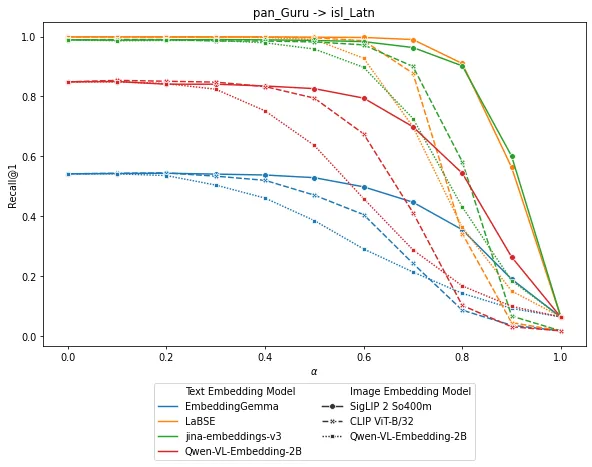 pan_Guru -> isl_Latn
1.0
0.8
0.6
0.4
0.2
0.0
Recall@1
0.0 0.2 0.4 0.6 0.8 1.0
α
Text Embedding Model Image Embedding Model
EmbeddingGemma SigLIP 2 So400m
LaBSE CLIP ViT-B/32
jina-embeddings-v3 Qwen-VL-Embedding-2B
Qwen-VL-Embedding-2B